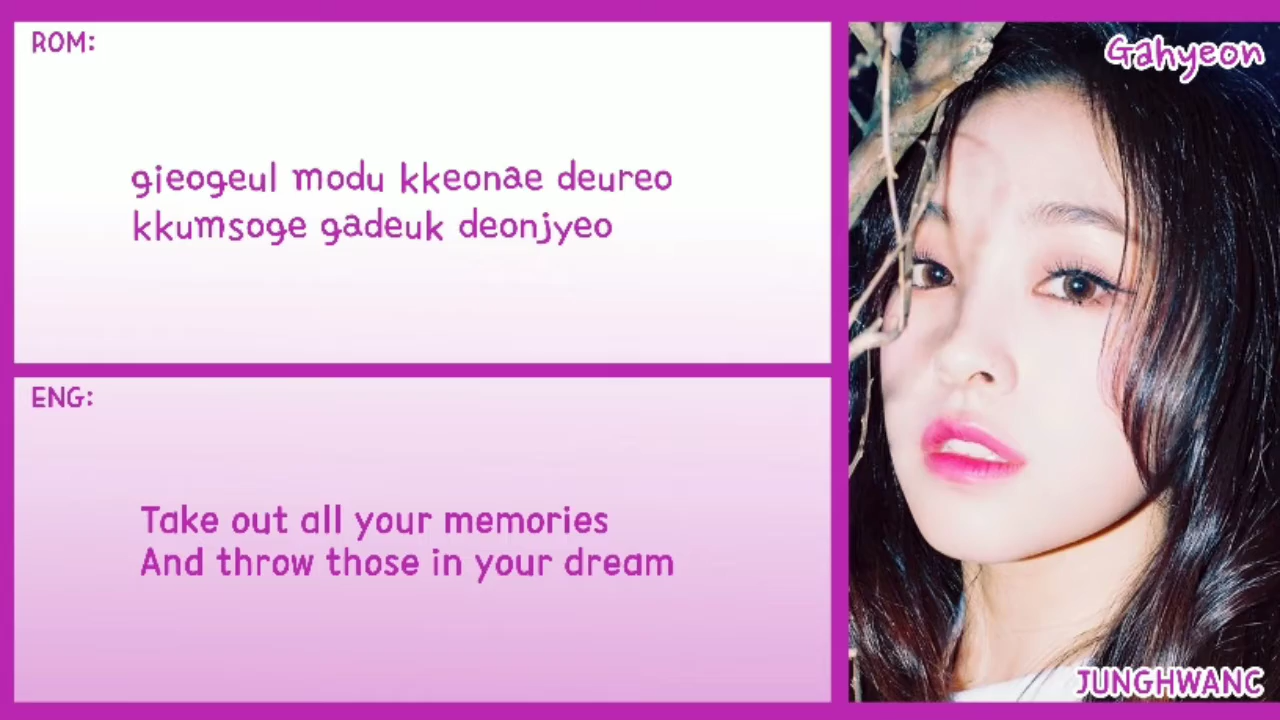 ROM:
gieogeul modu kkeonae deureo
kkumsoge gadeuk deonjyeo
ENG:
Take out all your memories
And throw those in your dream
Gahyeon
JUNGHWANC